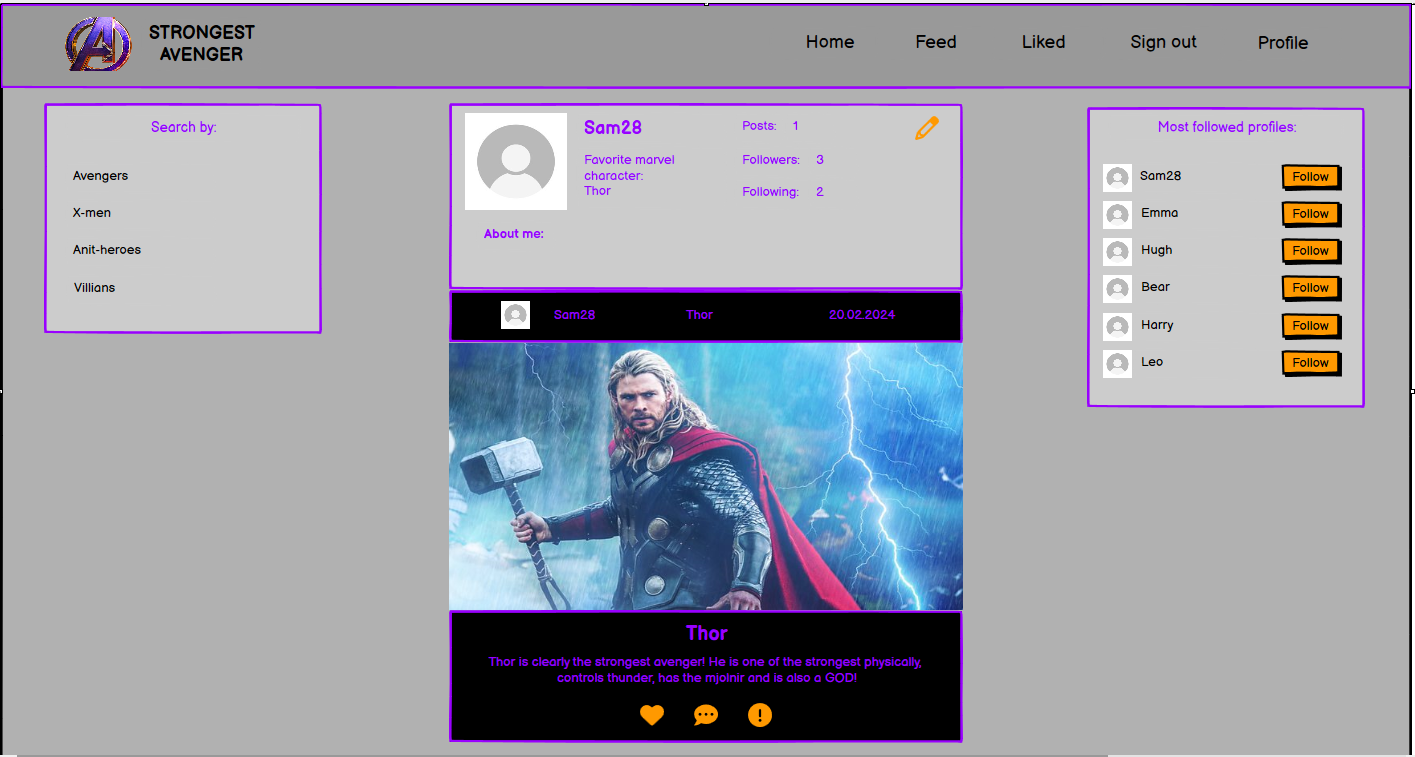 STRONGEST
AVENGER
Home Feed Liked Sign out Profile
Search by:
Avengers
X-men
Anit-heroes
Villians
Sam28
Favorite marvel
character:
Thor
Posts: 1
Followers: 3
Following: 2
About me:
Sam28 Thor 20.02.2024
Thor
Thor is clearly the strongest avenger! He is one of the strongest physically,
controls thunder, has the mjolnir and is also a GOD!
Most followed profiles:
Sam28 Follow
Emma Follow
Hugh Follow
Bear Follow
Harry Follow
Leo Follow